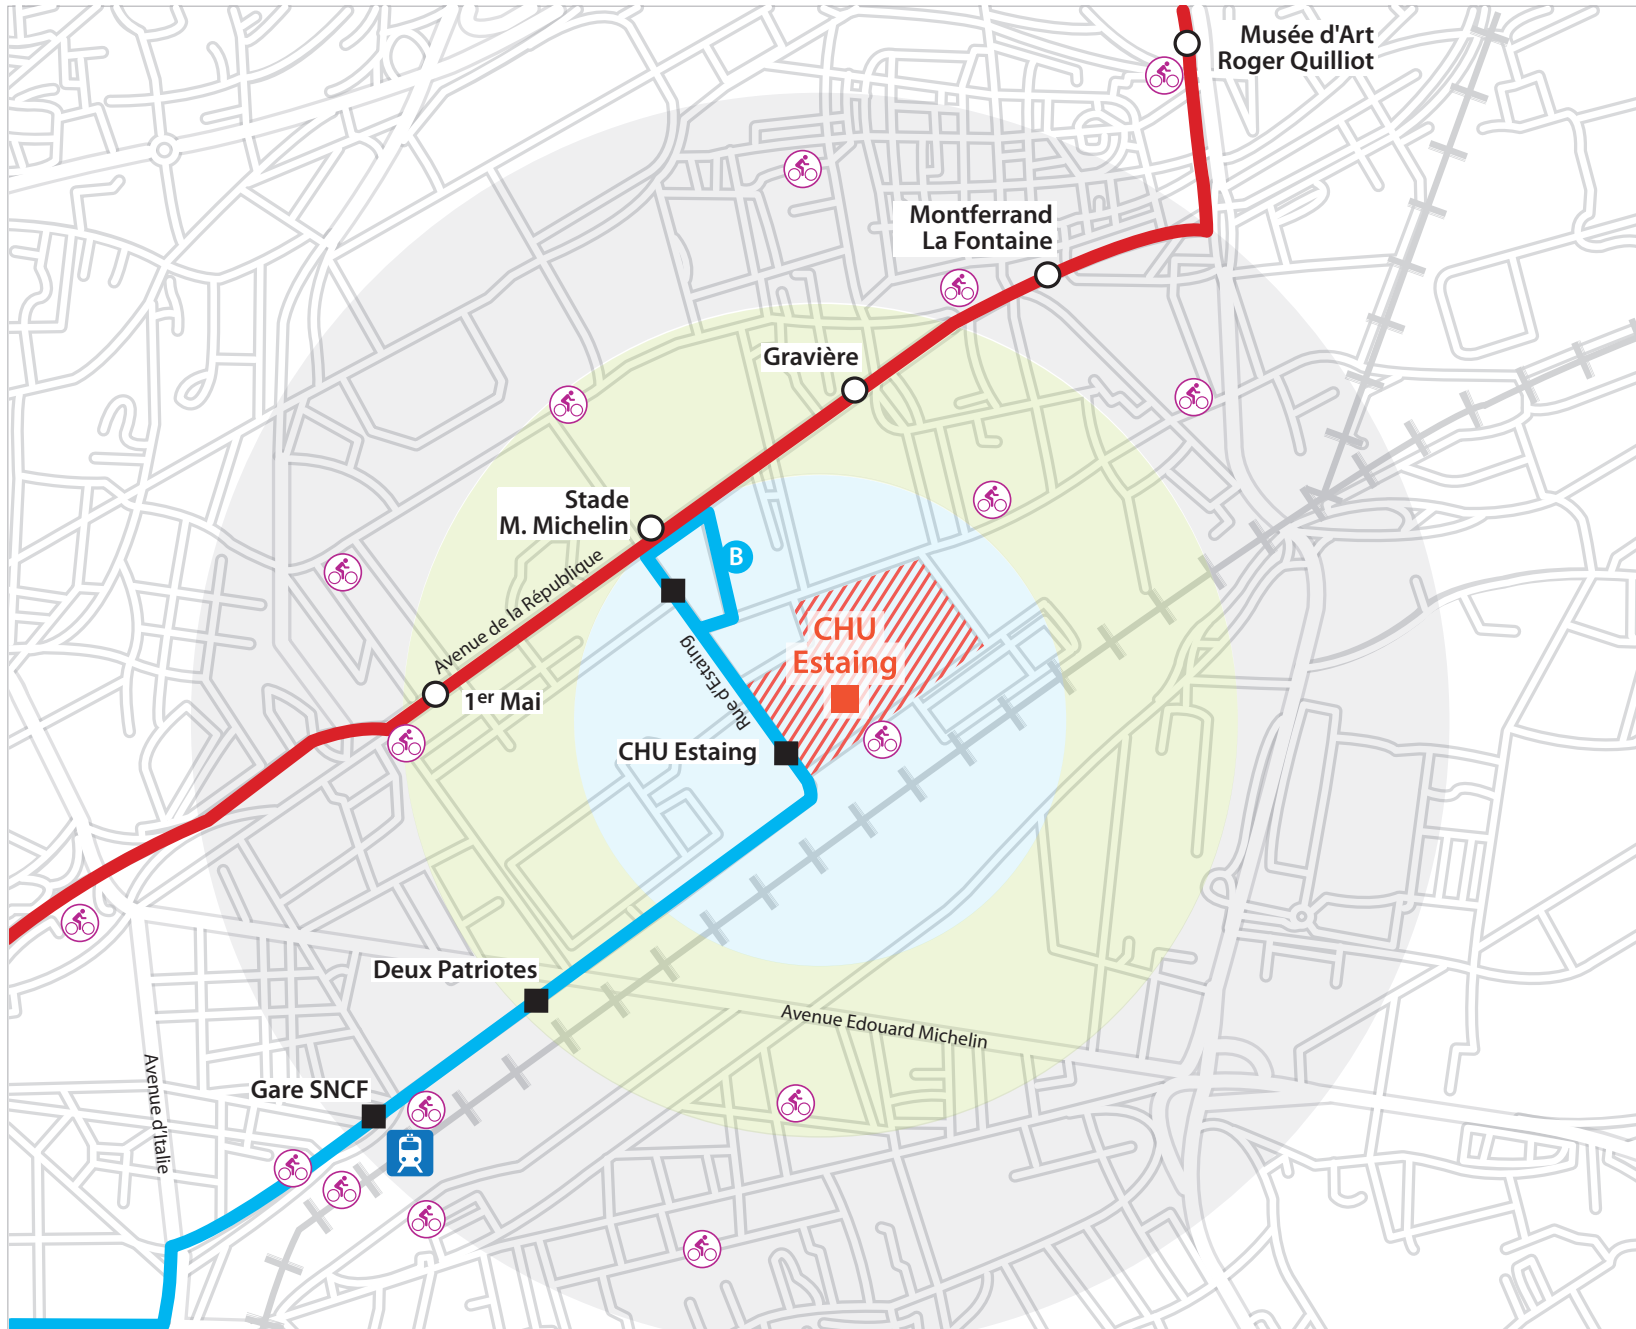 Musée d'Art
Roger Quilliot
Montferrand
La Fontaine
Gravière
Stade
M. Michelin
B
Avenue de la République
CHU
Estaing
Rue d'Estaing
1er Mai
CHU Estaing
Deux Patriotes
Avenue Edouard Michelin
Gare SNCF
Avenue d'Italie